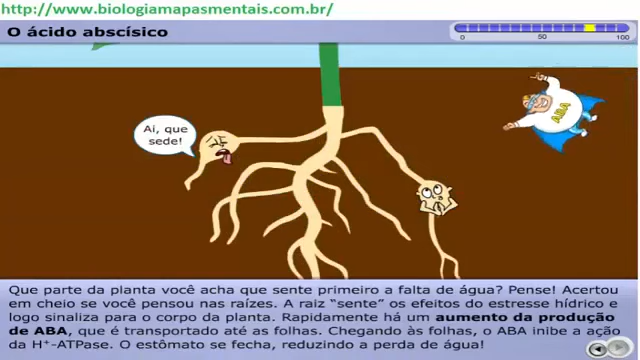 http://www.biologiamapasmentais.com.br/
O ácido abscísico
0 50 100
Ai, que
sede!
ABA
Que parte da planta você acha que sente primeiro a falta de água? Pense! Acertou
em cheio se você pensou nas raízes. A raiz “sente” os efeitos do estresse hídrico e
logo sinaliza para o corpo da planta. Rapidamente há um aumento da produção
de ABA, que é transportado até as folhas. Chegando às folhas, o ABA inibe a ação
da H⁺-ATPase. O estômato se fecha, reduzindo a perda de água!